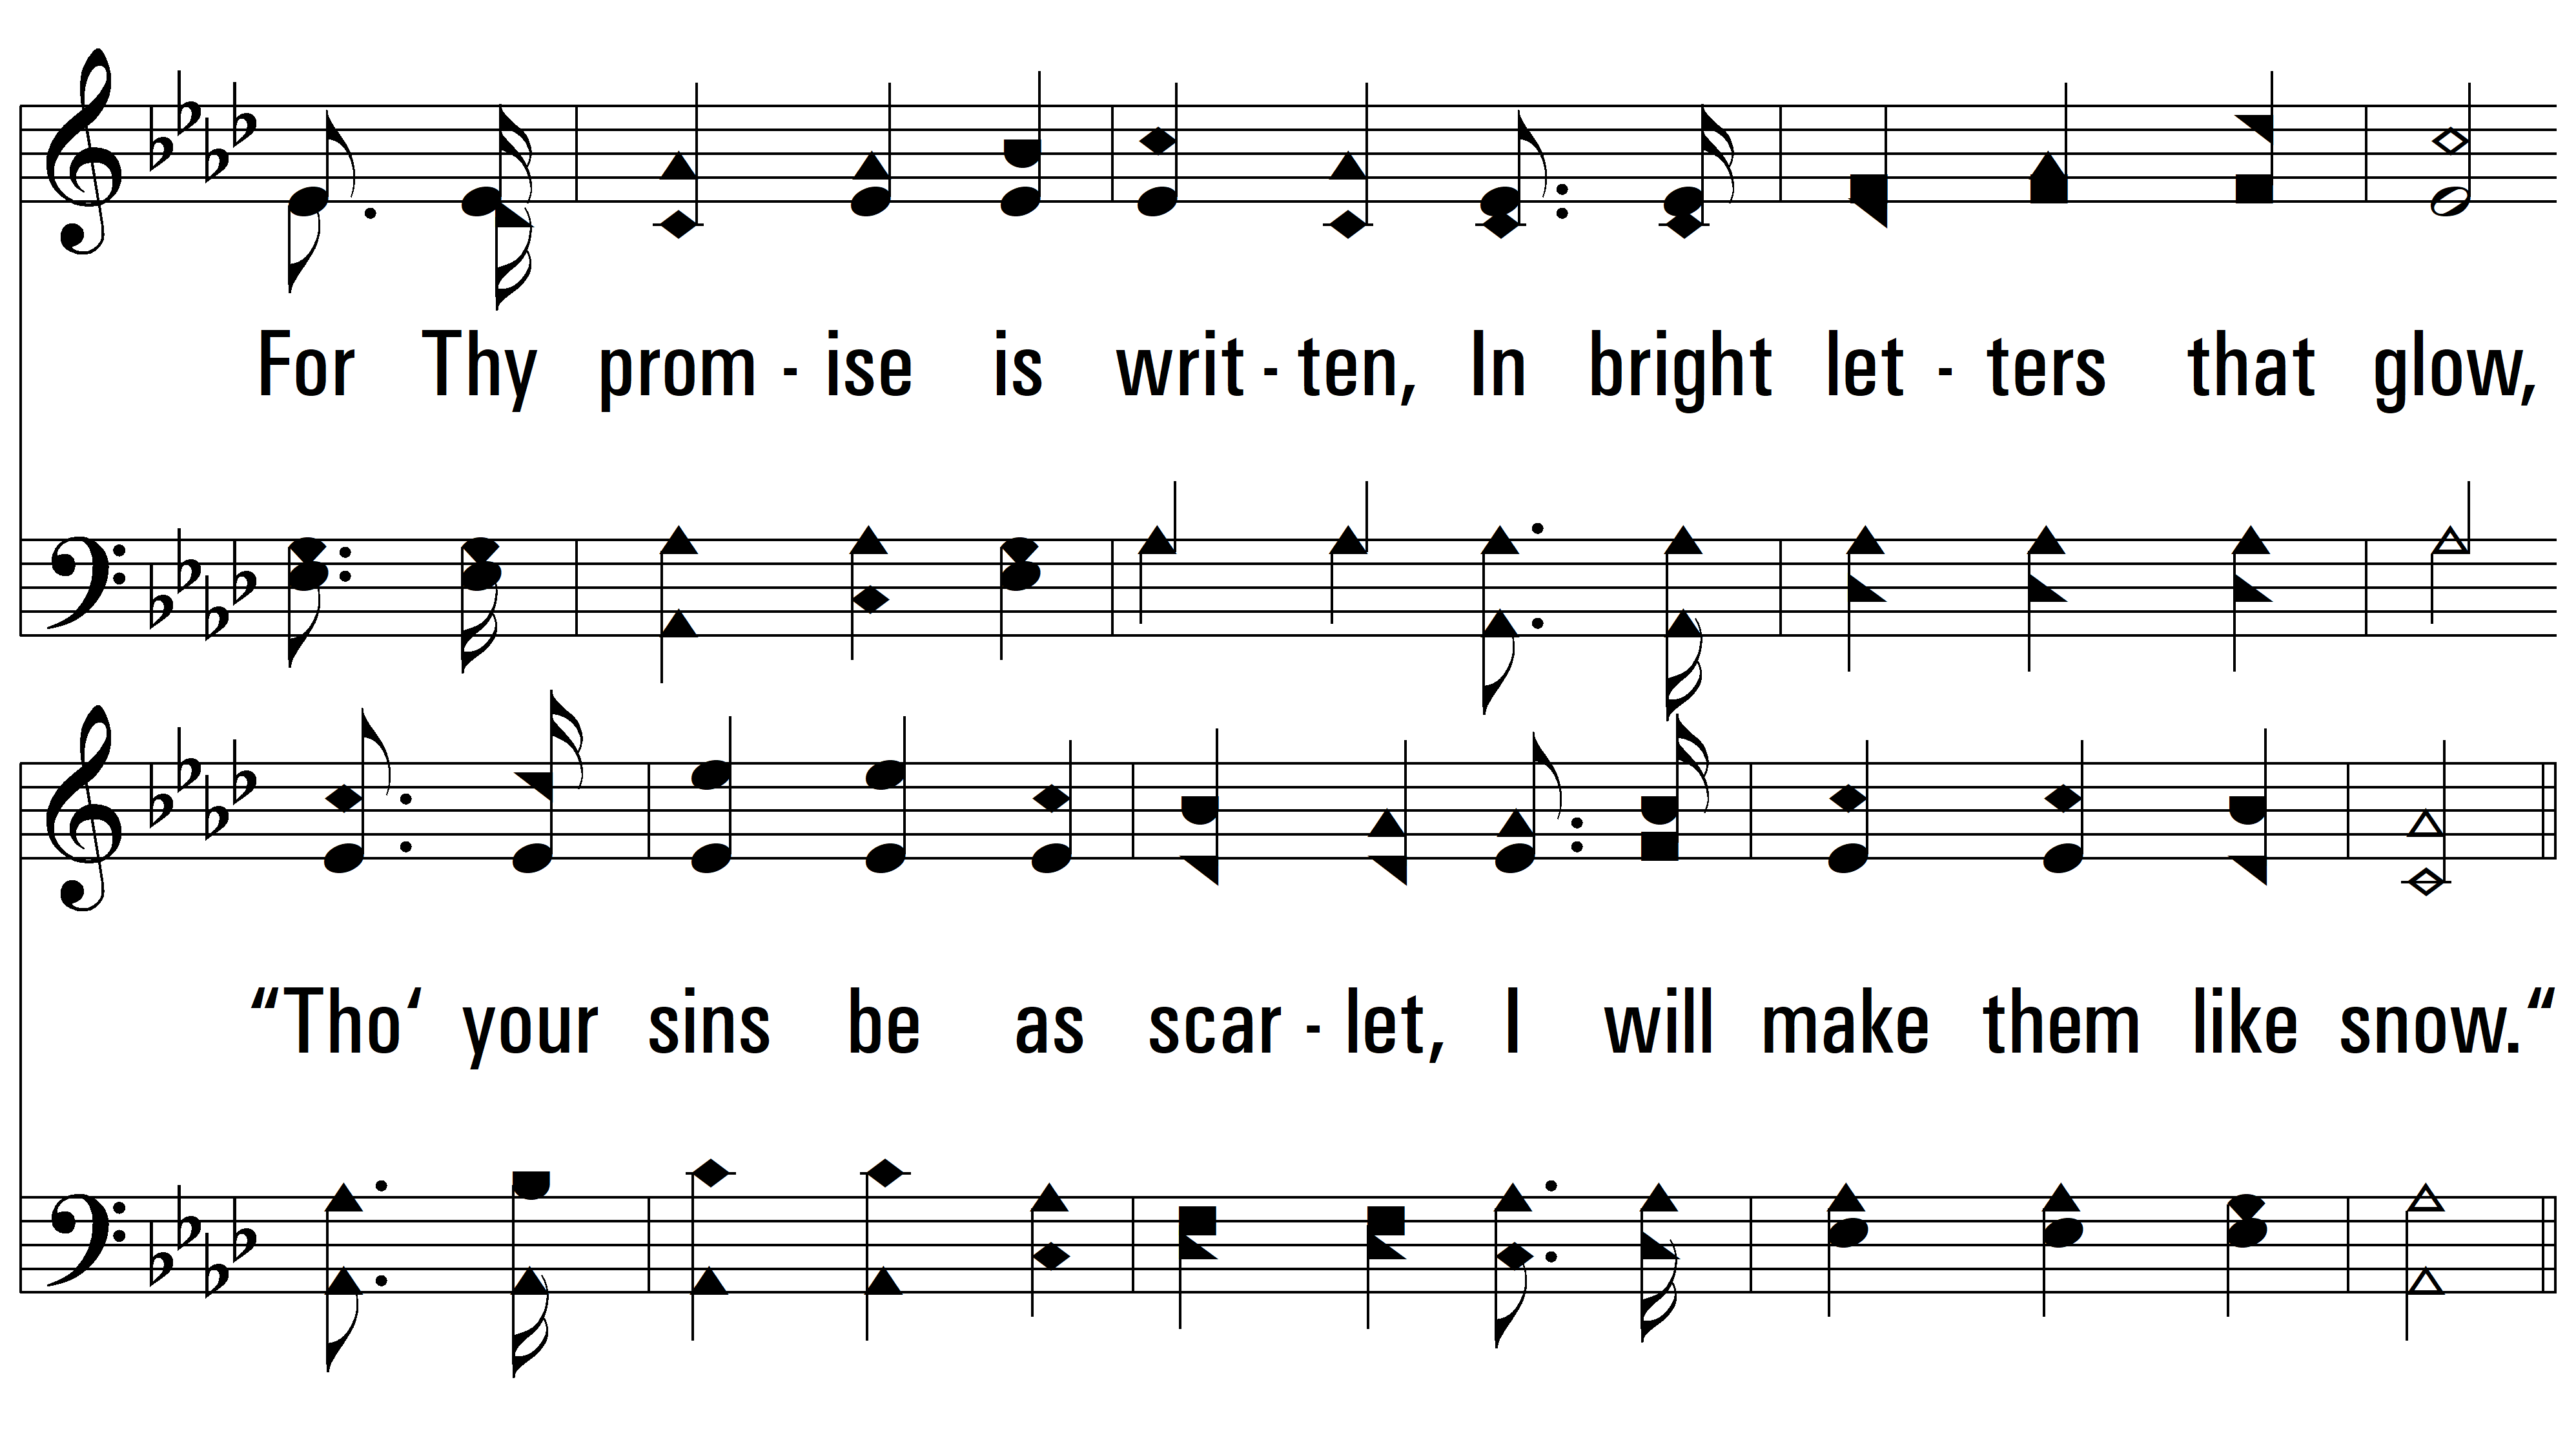 For Thy prom - ise is writ - ten, In bright let - ters that glow,
“Tho‘ your sins be as scar - let, I will make them like snow.“